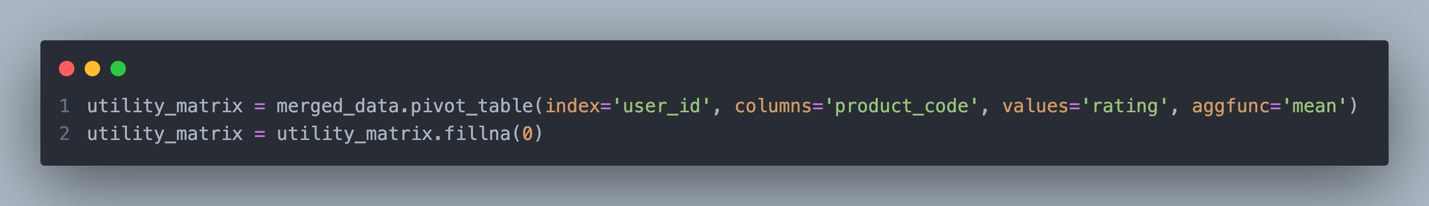 1 utility_matrix = merged_data.pivot_table(index='user_id', columns='product_code', values='rating', aggfunc='mean')
2 utility_matrix = utility_matrix.fillna(0)